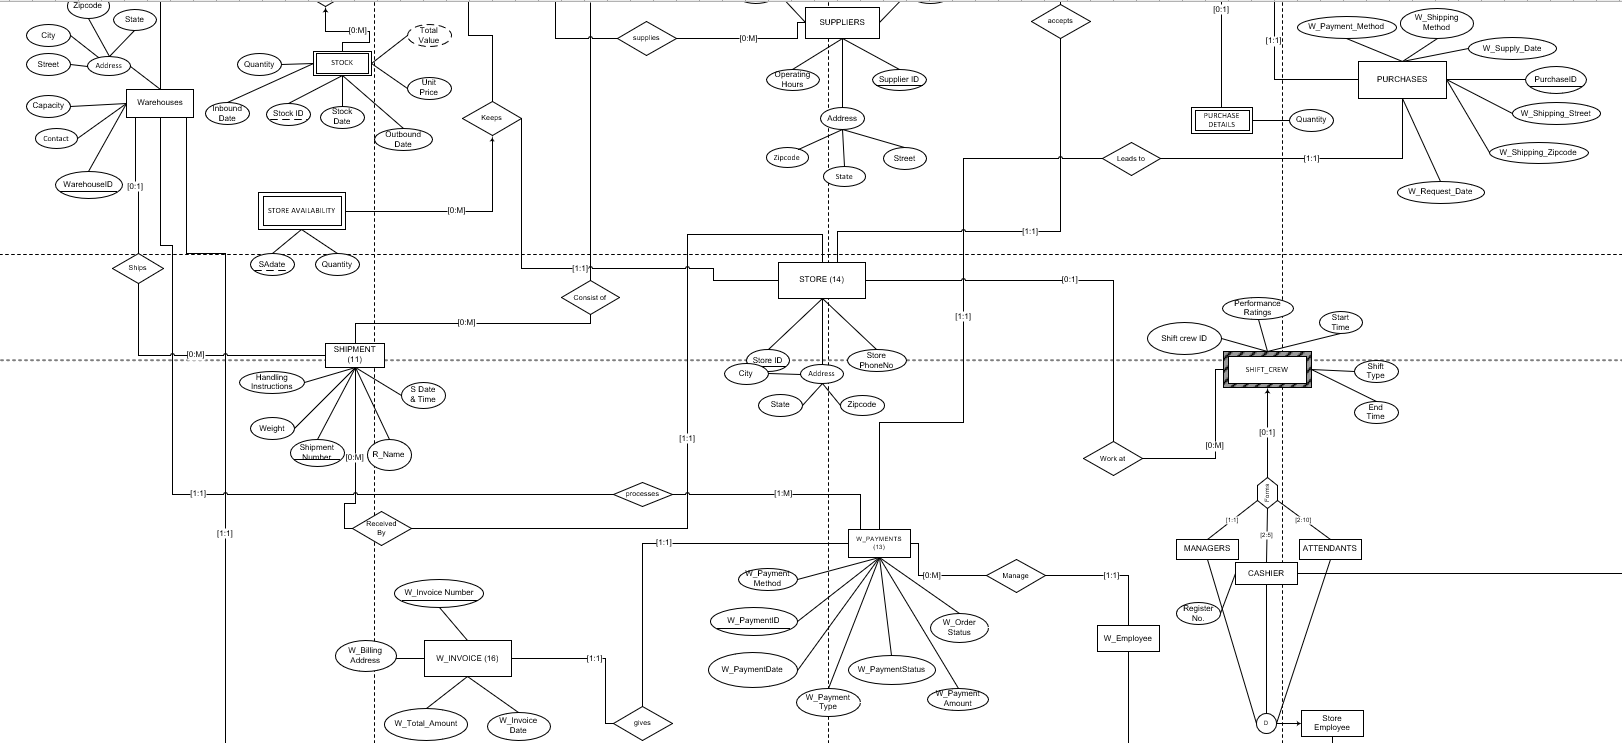 Zipcode
State
City
Address
Street
Capacity
Warehouses
Contact
WarehouseID
[0:1]
[0:M]
Total
Value
STOCK
Quantity
Unit
Price
Inbound
Date
Stock ID
Stock
Date
Outbound
Date
Keeps
STORE AVAILABILITY
[0:M]
SAdate
Quantity
supplies
[0:M]
SUPPLIERS
Operating
Hours
Supplier ID
Address
Zipcode
Street
State
accepts
[0:1]
[1:1]
W_Payment_Method
W_Shipping
Method
W_Supply_Date
PURCHASES
PurchaseID
W_Shipping_Street
W_Shipping_Zipcode
W_Request_Date
PURCHASE
DETAILS
Quantity
Leads to
[1:1]
[1:1]
Ships
[1:1]
Consist of
[0:M]
STORE (14)
[0:1]
[1:1]
Store ID
Store
PhoneNo
City
Address
State
Zipcode
[0:M]
SHIPMENT
(11)
Handling
Instructions
S Date
& Time
Weight
Shipment
Number
[0:M]
R_Name
[1:1]
Performance
Ratings
Start
Time
Shift crew ID
SHIFT_CREW
Shift
Type
End
Time
[0:M]
[0:1]
Work at
Forms
[1:1]
[2:5]
[2:10]
MANAGERS
ATTENDANTS
CASHIER
Register
No.
D
Store
Employee
[1:1]
processes
[1:M]
Received
By
[1:1]
[1:1]
W_PAYMENTS
(13)
[0:M]
Manage
[1:1]
W_Employee
W_Payment
Method
W_PaymentID
W_Order
Status
W_PaymentDate
W_PaymentStatus
W_Payment
Type
W_Payment
Amount
W_Invoice Number
W_Billing
Address
W_INVOICE (16)
[1:1]
W_Total_Amount
W_Invoice
Date
gives